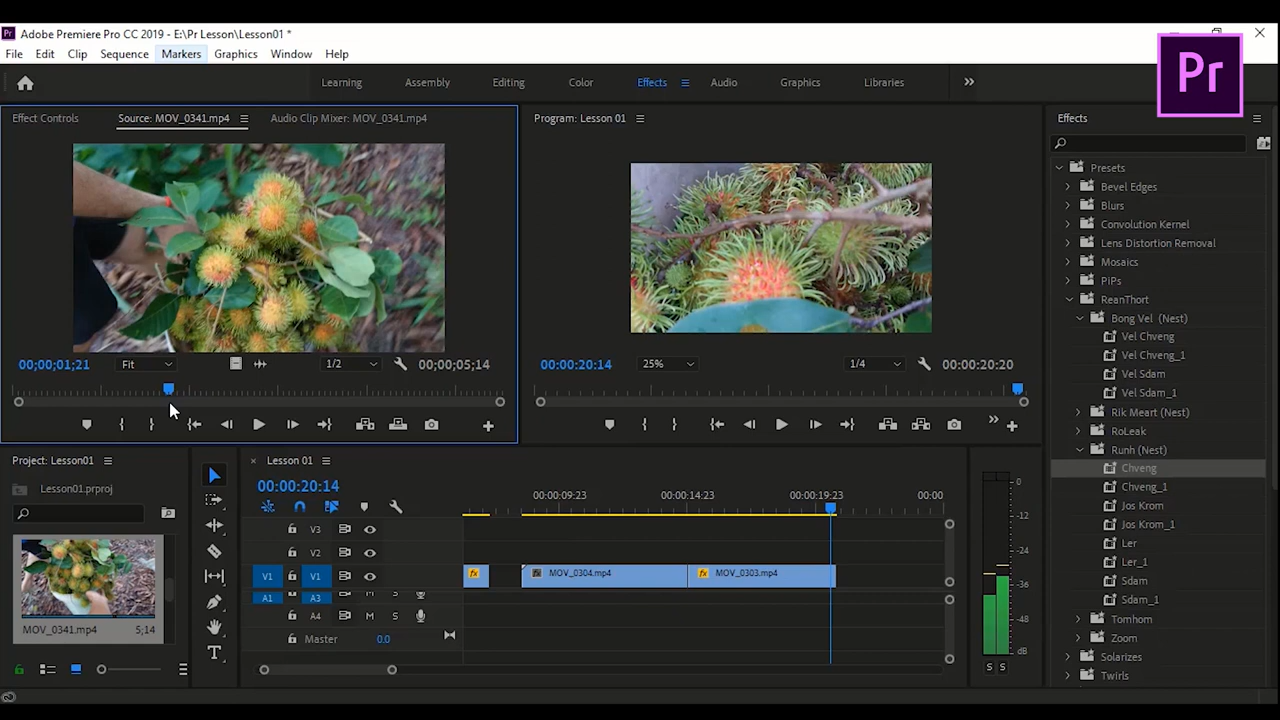 Pr Adobe Premiere Pro CC 2019 - E:\Pr Lesson\Lesson01 *
File Edit Clip Sequence Markers Graphics Window Help
Pr
Learning Assembly Editing Color Effects Audio Graphics Libraries
Effect Controls Source: MOV_0341.mp4 Audio Clip Mixer: MOV_0341.mp4
00;00;01;21 Fit 1/2 00;00;05;14
Program: Lesson 01
00:00:20:14 25% 1/4 00:00:20:20
Effects
Presets
Bevel Edges
Blurs
Convolution Kernel
Lens Distortion Removal
Mosaics
PiPs
ReanThort
Bong Vel (Nest)
Vel Chveng
Vel Chveng_1
Vel Sdam
Vel Sdam_1
Rik Meart (Nest)
RoLeak
Runh (Nest)
Chveng
Chveng_1
Jos Krom
Jos Krom_1
Ler
Ler_1
Sdam
Sdam_1
Tomhom
Zoom
Solarizes
Twirls
Project: Lesson01
Lesson01.prproj
MOV_0341.mp4 5;14
Lesson 01
00:00:20:14
00:00:09:23 00:00:14:23 00:00:19:23 00:00
V3
V2
V1 V1 fx fx MOV_0304.mp4 fx MOV_0303.mp4
A1 A3 M S
A4 M S
Master 0.0
0
-12
-24
-36
-48
dB
S S